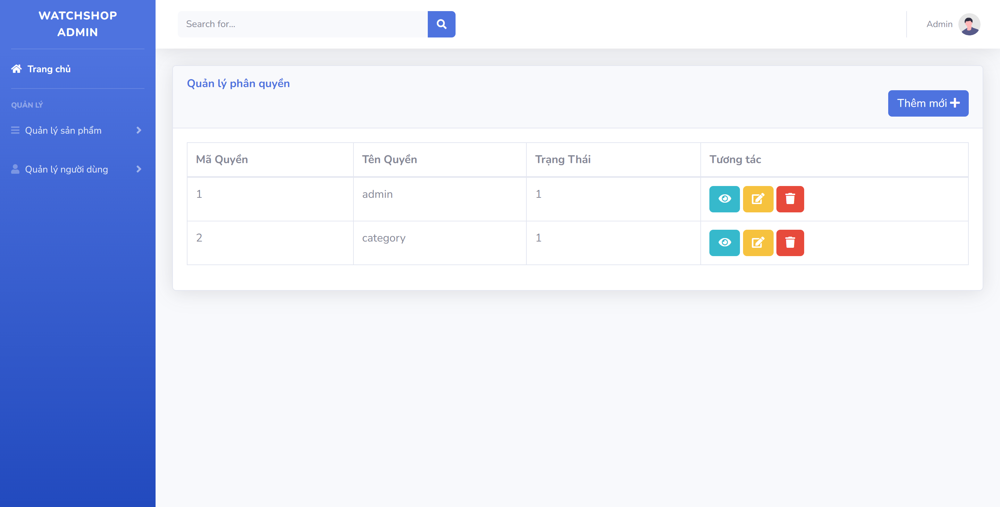 WATCHSHOP
ADMIN
Trang chủ
QUẢN LÝ
Quản lý sản phẩm
Quản lý người dùng
Search for...
Admin
Quản lý phân quyền
Thêm mới
Mã Quyền Tên Quyền Trạng Thái Tương tác
1 admin 1
2 category 1